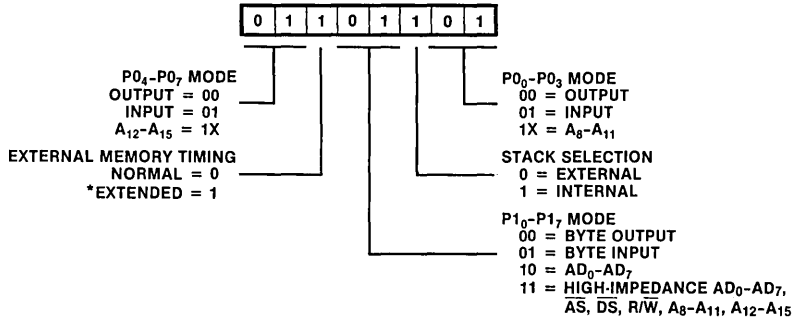 0 1 1 0 1 1 0 1
P0₄-P0₇ MODE
OUTPUT = 00
INPUT = 01
A₁₂-A₁₅ = 1X
EXTERNAL MEMORY TIMING
NORMAL = 0
*EXTENDED = 1
P0₀-P0₃ MODE
00 = OUTPUT
01 = INPUT
1X = A₈-A₁₁
STACK SELECTION
0 = EXTERNAL
1 = INTERNAL
P1₀-P1₇ MODE
00 = BYTE OUTPUT
01 = BYTE INPUT
10 = AD₀-AD₇
11 = HIGH-IMPEDANCE AD₀-AD₇,
A̅S̅, D̅S̅, R/W̅, A₈-A₁₁, A₁₂-A₁₅